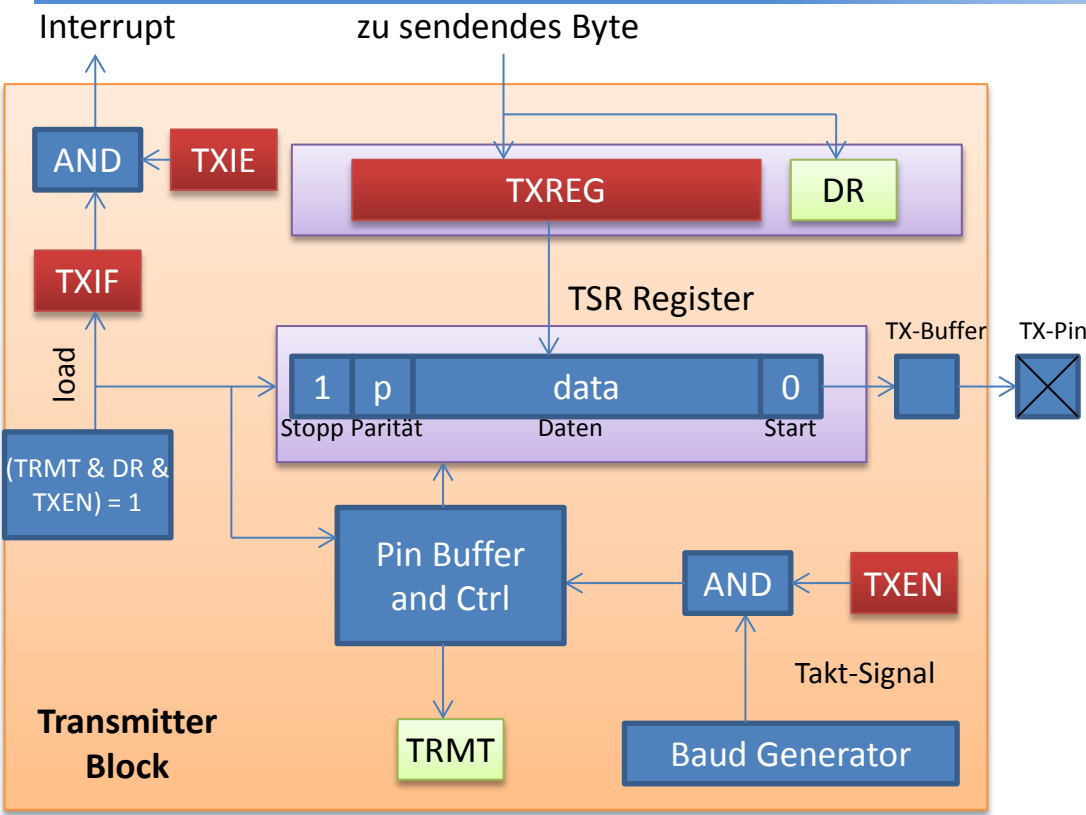 Interrupt
zu sendendes Byte
AND
TXIE
TXREG
DR
TXIF
TSR Register
TX-Buffer
TX-Pin
load
1
p
data
0
Stopp
Parität
Daten
Start
(TRMT & DR &
TXEN) = 1
Pin Buffer
and Ctrl
AND
TXEN
Takt-Signal
Transmitter
Block
TRMT
Baud Generator